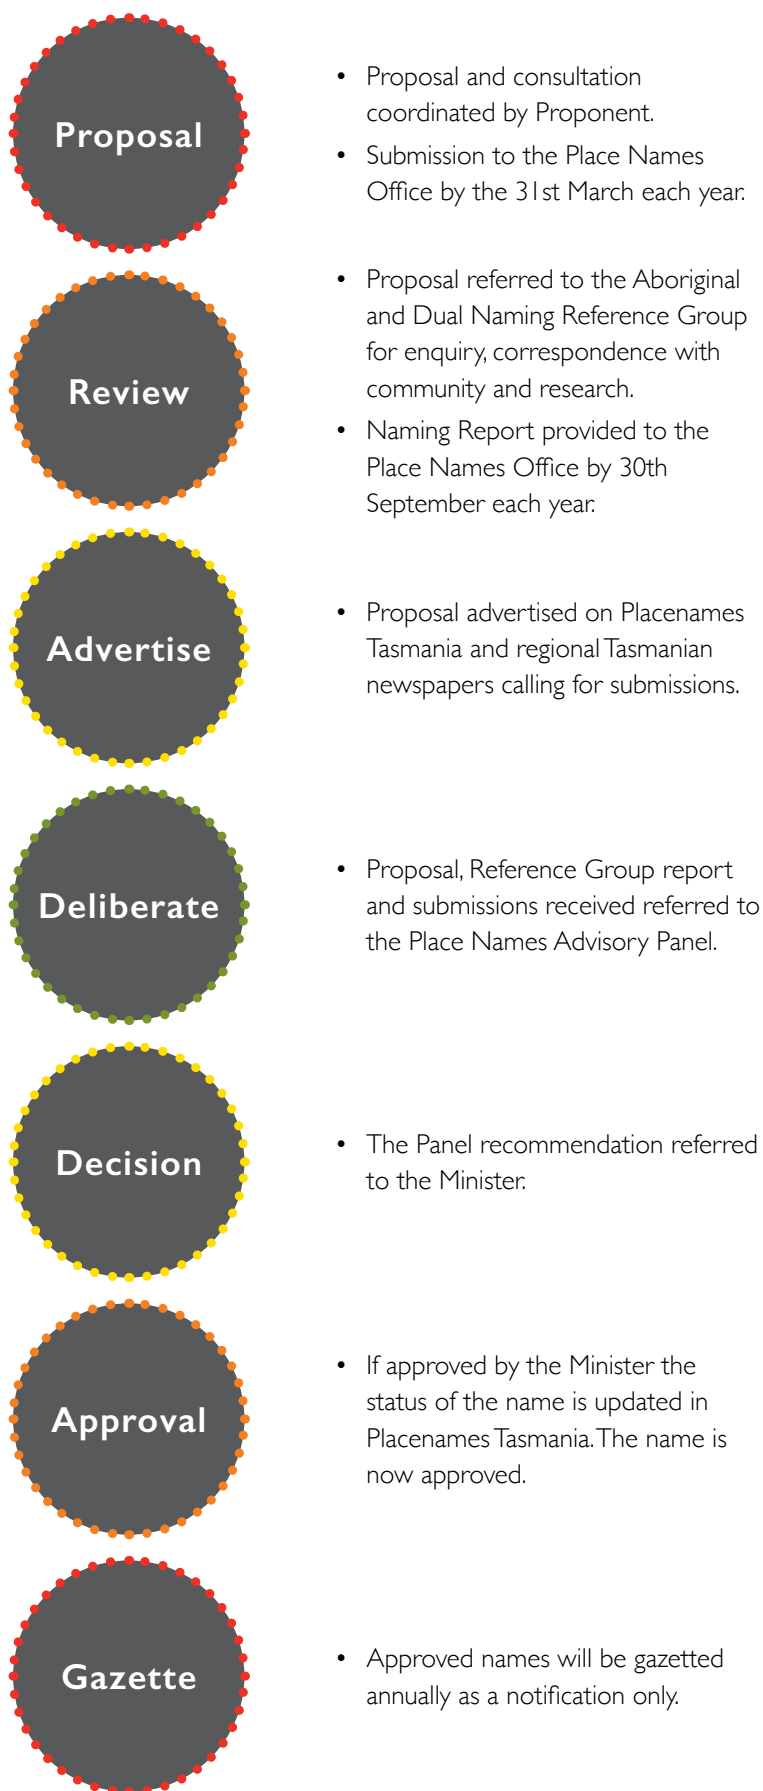 Proposal
• Proposal and consultation
coordinated by Proponent.
• Submission to the Place Names
Office by the 31st March each year.
Review
• Proposal referred to the Aboriginal
and Dual Naming Reference Group
for enquiry, correspondence with
community and research.
• Naming Report provided to the
Place Names Office by 30th
September each year.
Advertise
• Proposal advertised on Placenames
Tasmania and regional Tasmanian
newspapers calling for submissions.
Deliberate
• Proposal, Reference Group report
and submissions received referred to
the Place Names Advisory Panel.
Decision
• The Panel recommendation referred
to the Minister.
Approval
• If approved by the Minister the
status of the name is updated in
Placenames Tasmania. The name is
now approved.
Gazette
• Approved names will be gazetted
annually as a notification only.